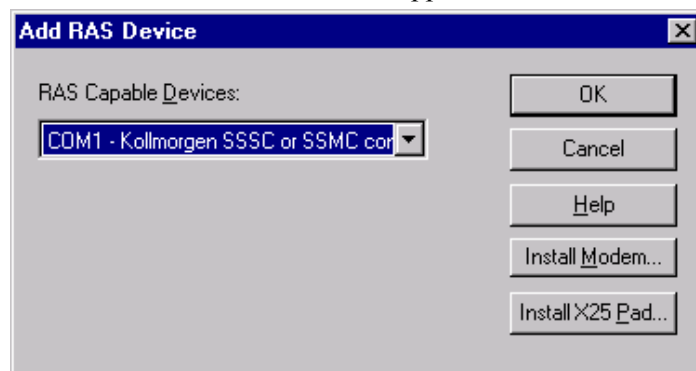 Add RAS Device
RAS Capable Devices:
COM1 - Kollmorgen SSSC or SSMC cor
OK
Cancel
Help
Install Modem...
Install X25 Pad...